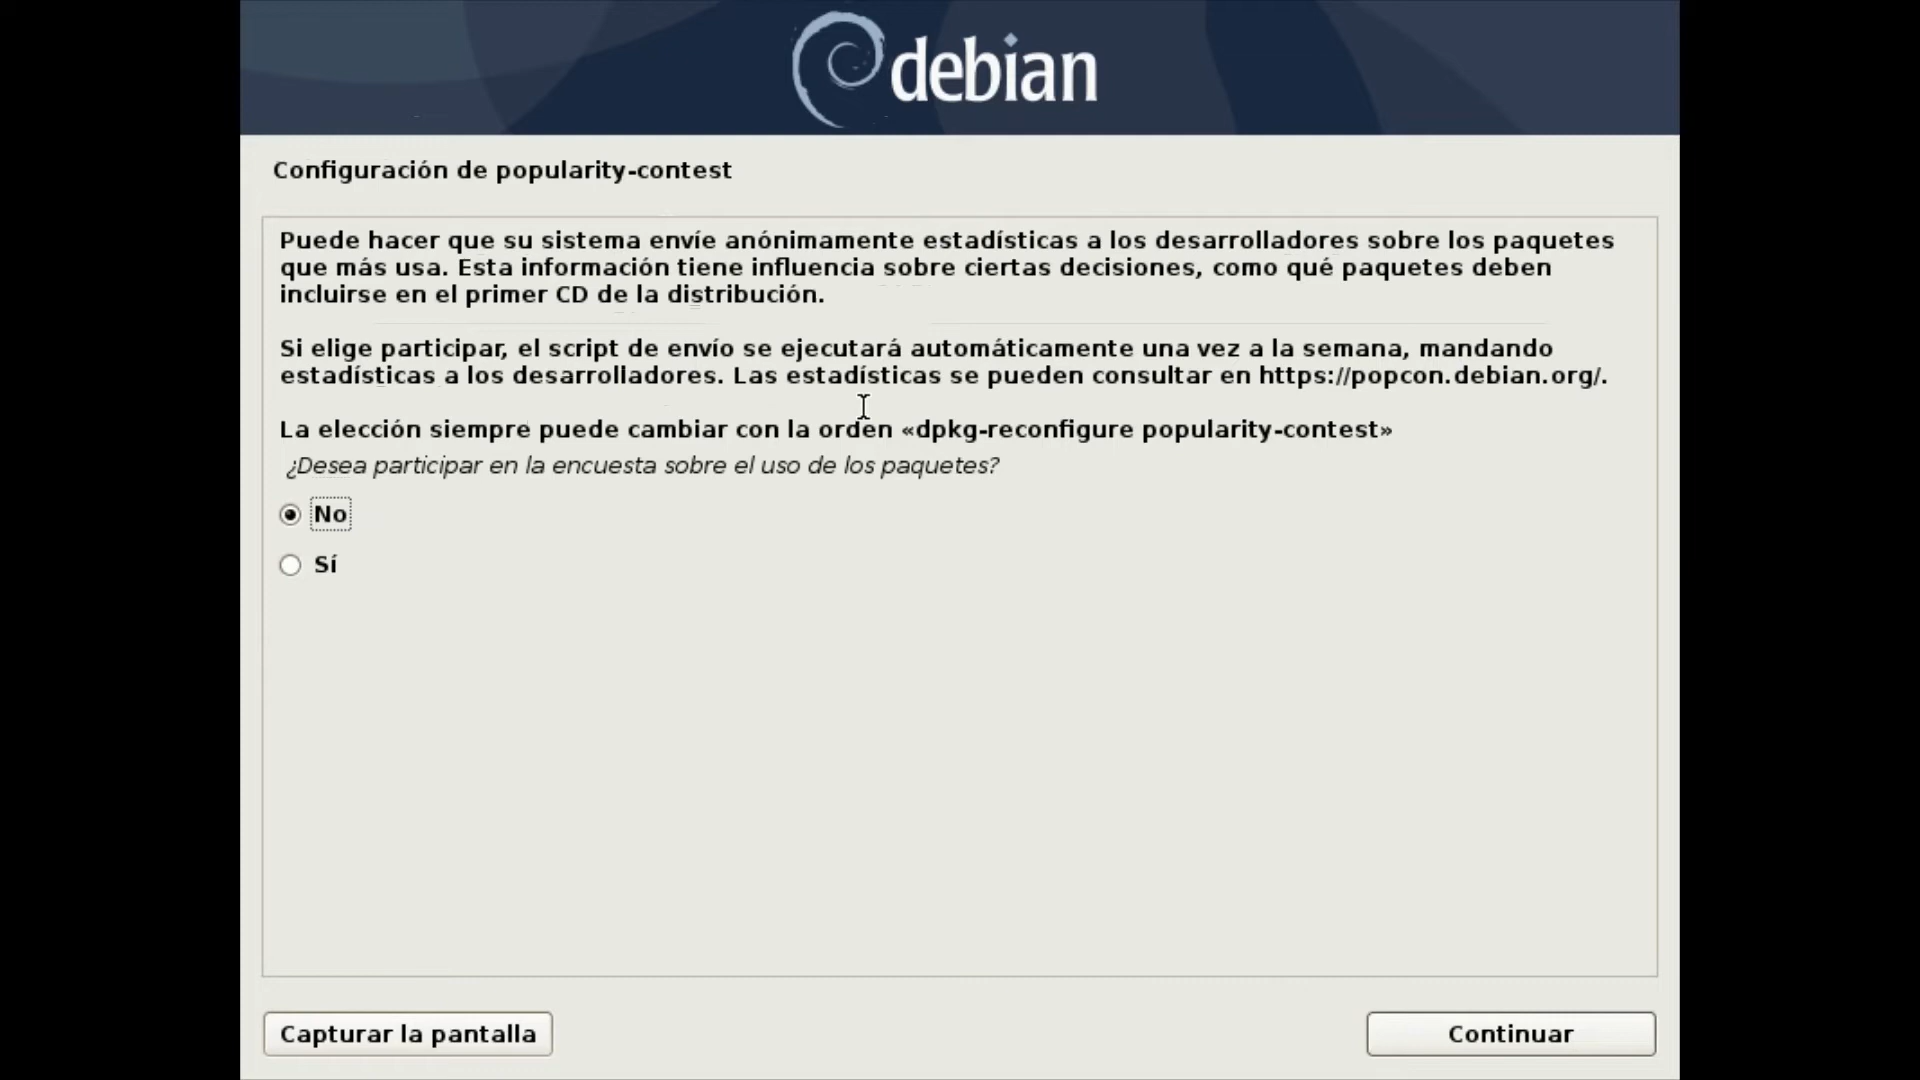 debian
Configuración de popularity-contest
Puede hacer que su sistema envíe anónimamente estadísticas a los desarrolladores sobre los paquetes
que más usa. Esta información tiene influencia sobre ciertas decisiones, como qué paquetes deben
incluirse en el primer CD de la distribución.
Si elige participar, el script de envío se ejecutará automáticamente una vez a la semana, mandando
estadísticas a los desarrolladores. Las estadísticas se pueden consultar en https://popcon.debian.org/.
La elección siempre puede cambiar con la orden «dpkg-reconfigure popularity-contest»
¿Desea participar en la encuesta sobre el uso de los paquetes?
No
Sí
Capturar la pantalla
Continuar